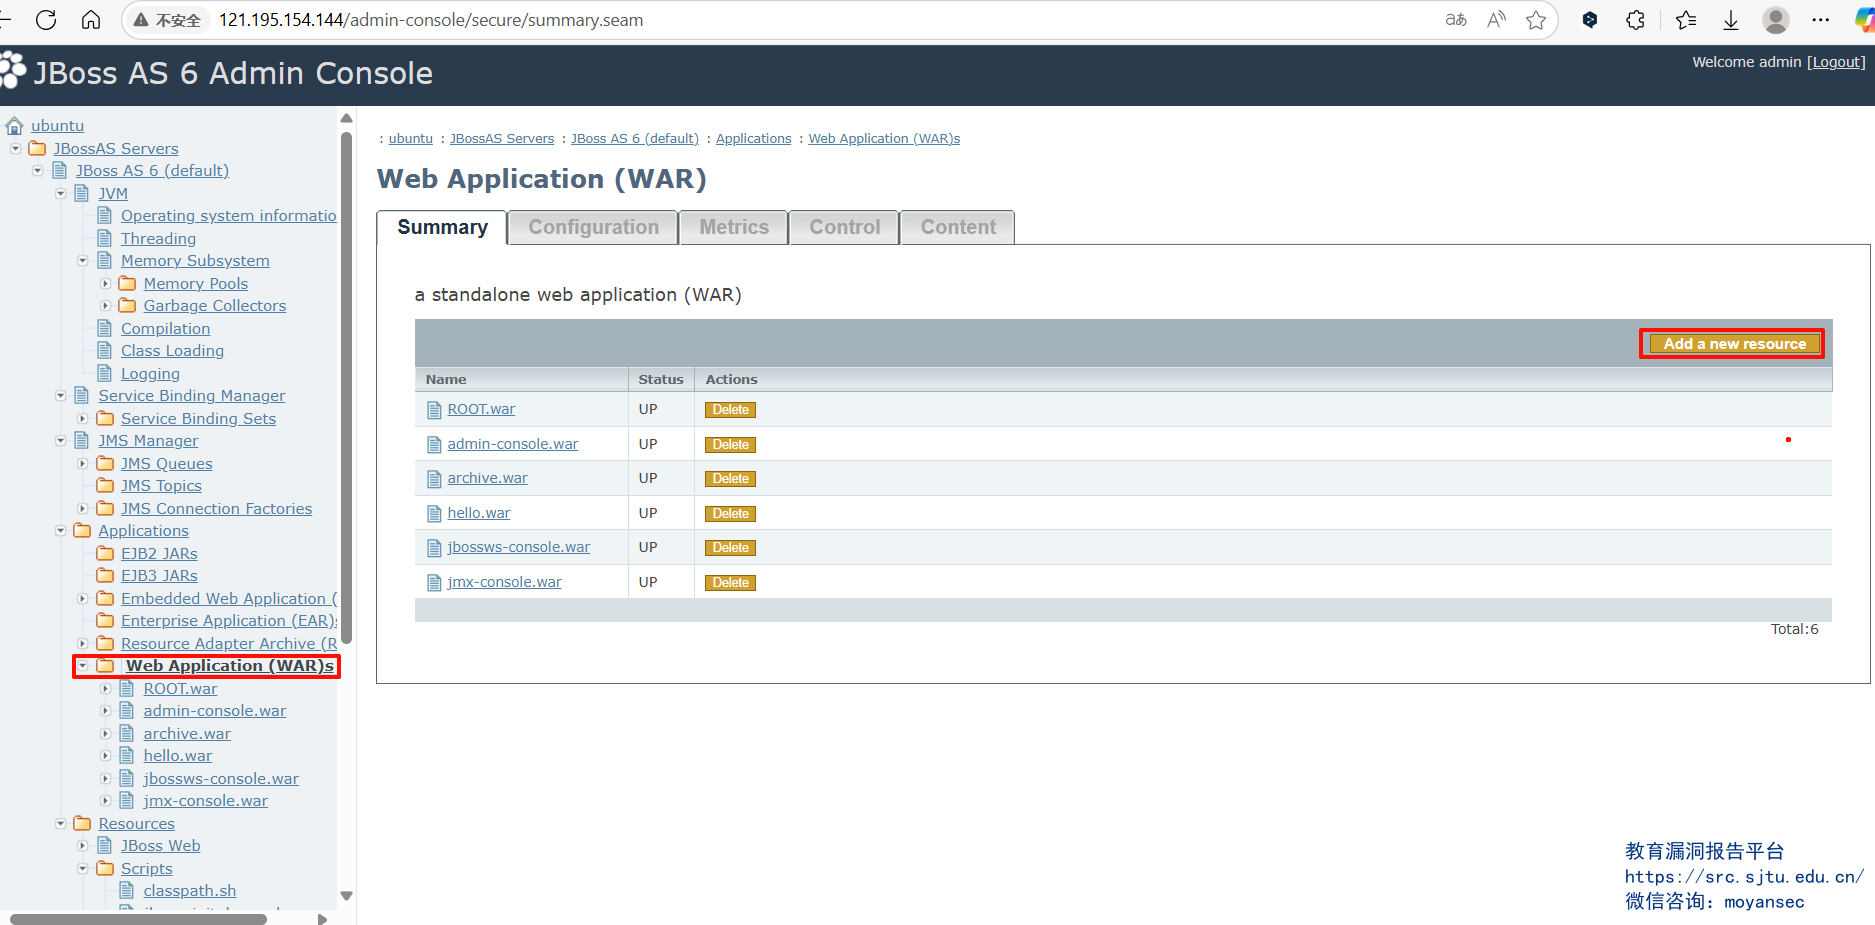 不安全 121.195.154.144/admin-console/secure/summary.seam
JBoss AS 6 Admin Console
Welcome admin [Logout]
ubuntu
JBossAS Servers
JBoss AS 6 (default)
JVM
Operating system informatio
Threading
Memory Subsystem
Memory Pools
Garbage Collectors
Compilation
Class Loading
Logging
Service Binding Manager
Service Binding Sets
JMS Manager
JMS Queues
JMS Topics
JMS Connection Factories
Applications
EJB2 JARs
EJB3 JARs
Embedded Web Application (
Enterprise Application (EAR)s
Resource Adapter Archive (R
Web Application (WAR)s
ROOT.war
admin-console.war
archive.war
hello.war
jbossws-console.war
jmx-console.war
Resources
JBoss Web
Scripts
classpath.sh
: ubuntu : JBossAS Servers : JBoss AS 6 (default) : Applications : Web Application (WAR)s
Web Application (WAR)
Summary Configuration Metrics Control Content
a standalone web application (WAR)
Add a new resource
Name Status Actions
ROOT.war UP Delete
admin-console.war UP Delete
archive.war UP Delete
hello.war UP Delete
jbossws-console.war UP Delete
jmx-console.war UP Delete
Total:6
教育漏洞报告平台
https://src.sjtu.edu.cn/
微信咨询：moyansec